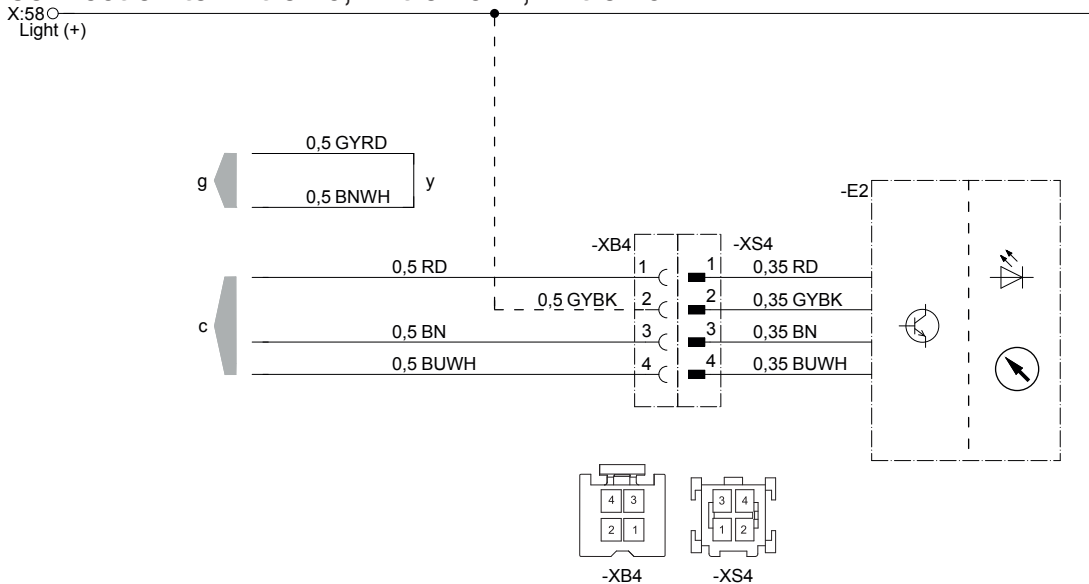 X:58
Light (+)
0,5 GYRD
g
y
0,5 BNWH
-E2
-XB4
-XS4
0,5 RD
1
1
0,35 RD
0,5 GYBK
2
2
0,35 GYBK
c
0,5 BN
3
3
0,35 BN
0,5 BUWH
4
4
0,35 BUWH
4 3
3 4
2 1
1 2
-XB4
-XS4